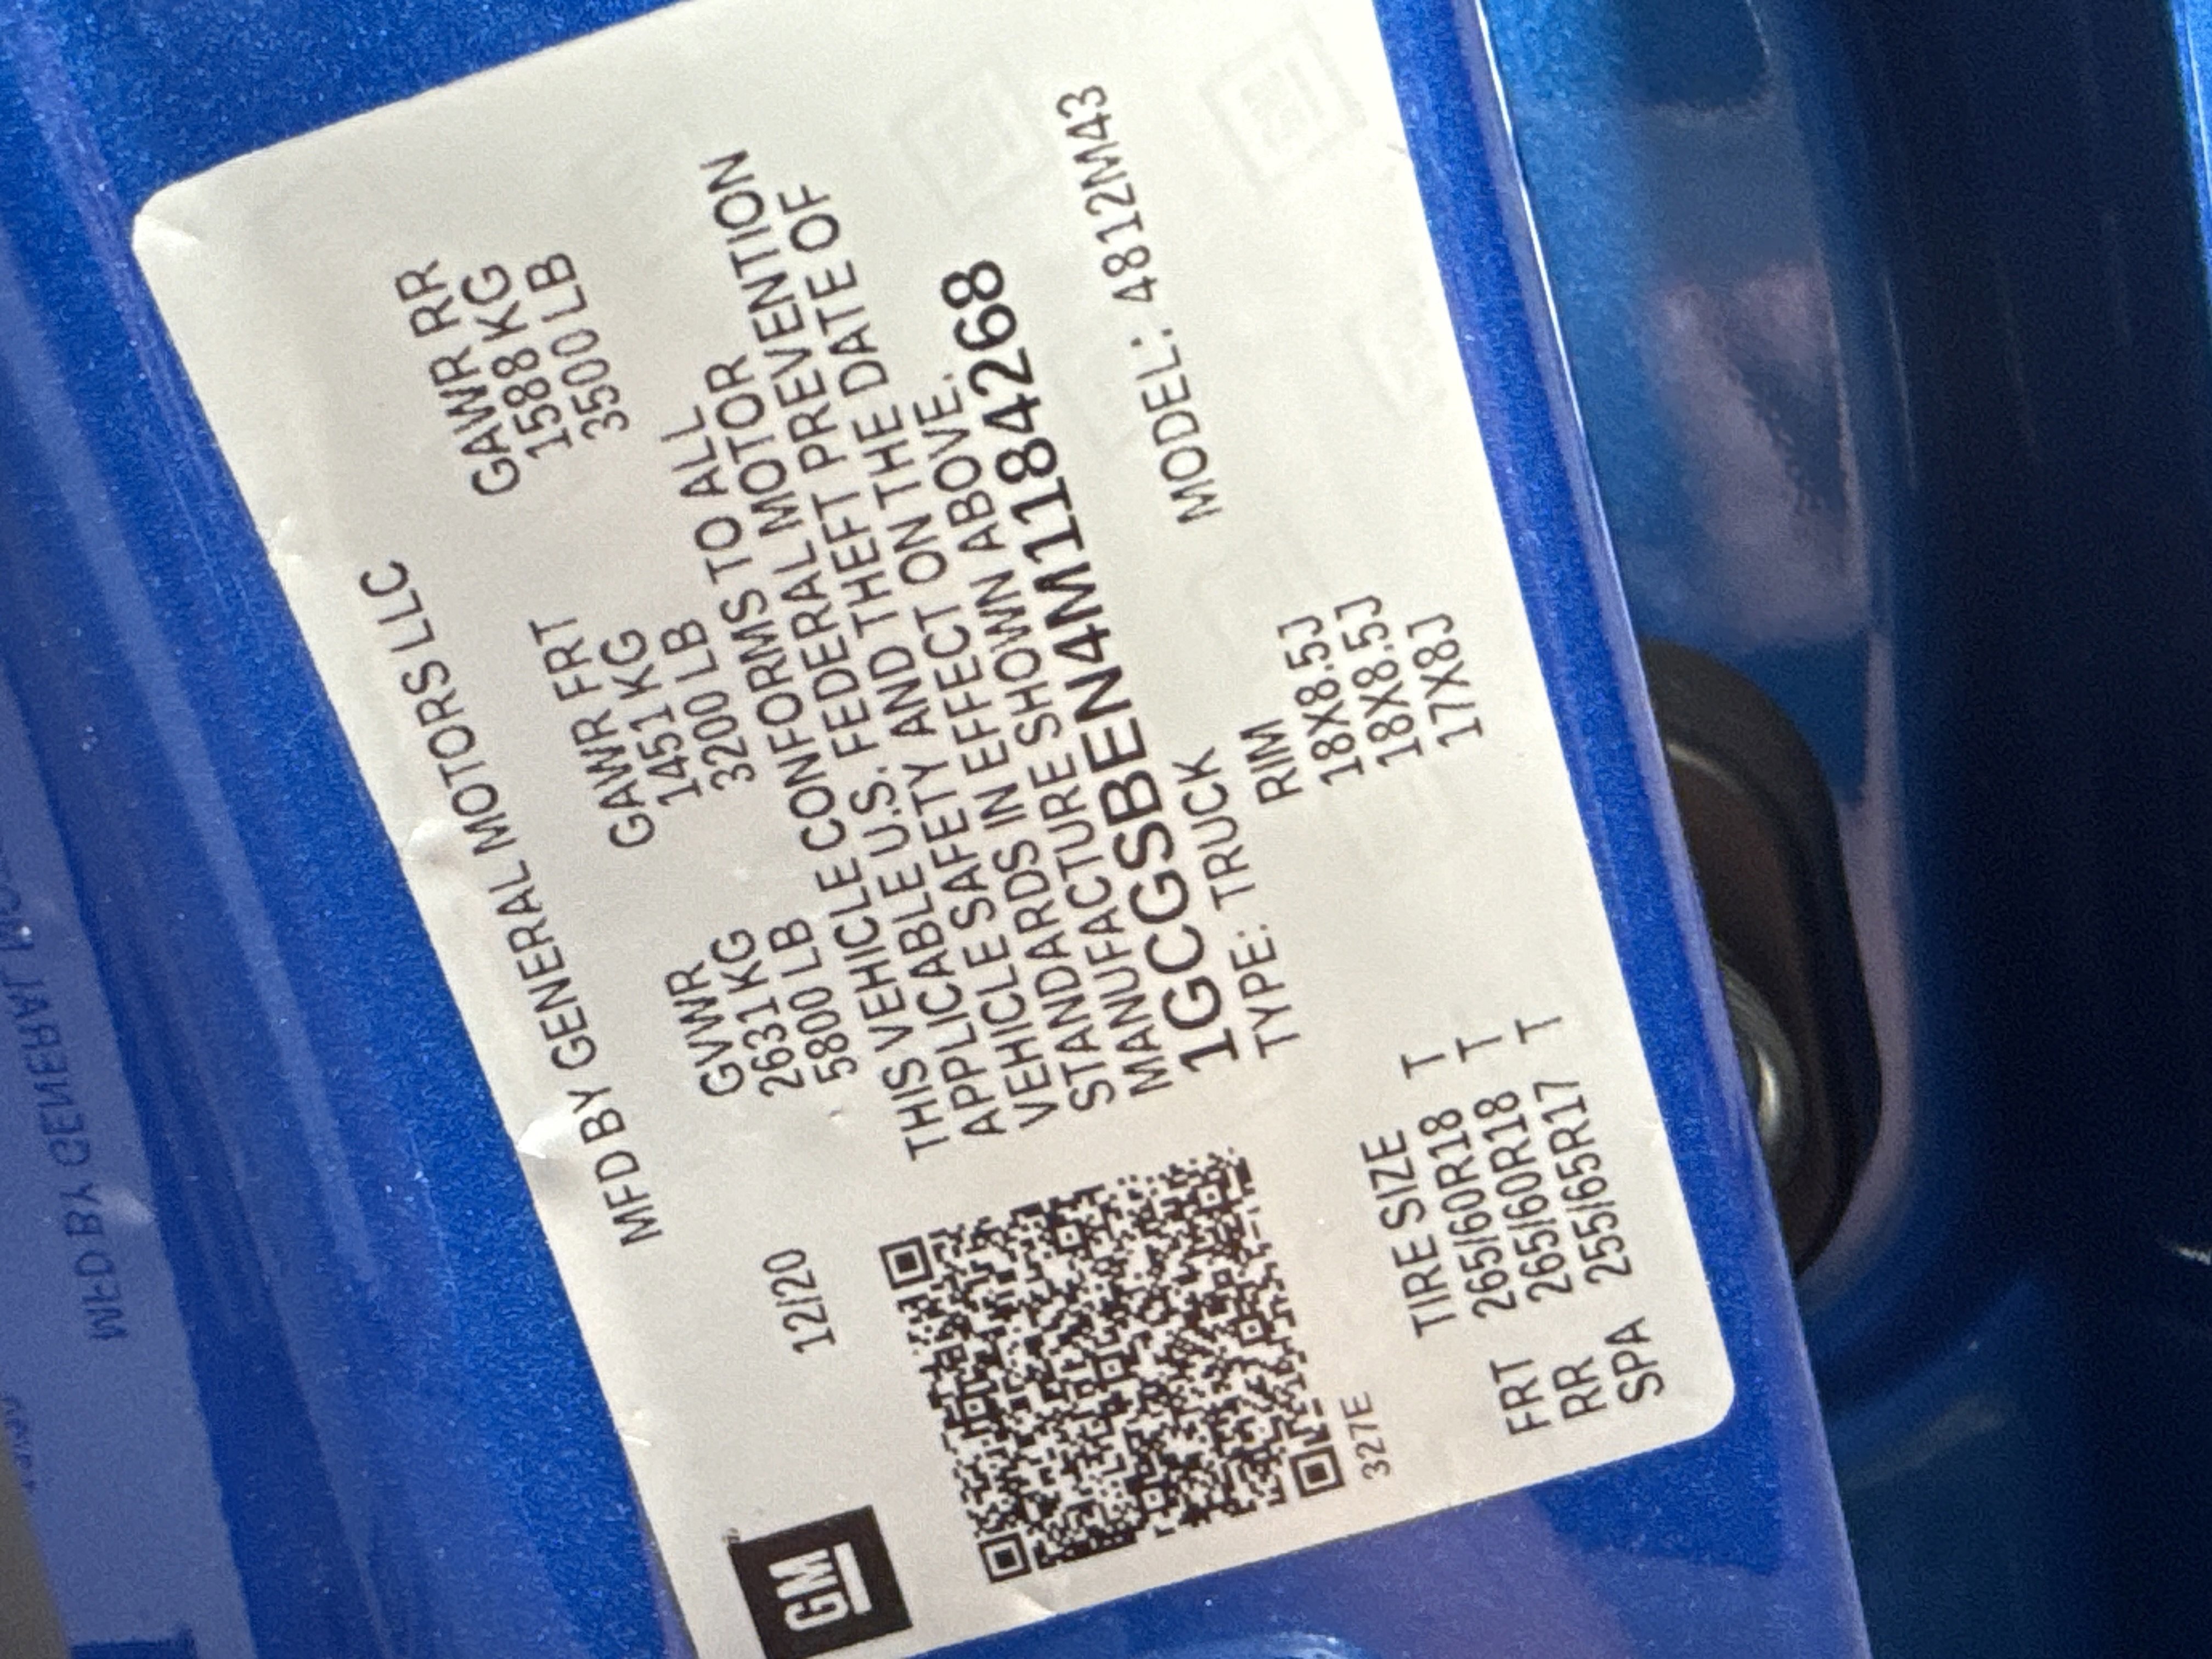 GM
MFD BY GENERAL MOTORS LLC
12/20
GVWR GAWR FRT GAWR RR
2631 KG 1451 KG 1588 KG
5800 LB 3200 LB 3500 LB
THIS VEHICLE CONFORMS TO ALL
APPLICABLE U.S. FEDERAL MOTOR
VEHICLE SAFETY AND THEFT PREVENTION
STANDARDS IN EFFECT ON THE DATE OF
MANUFACTURE SHOWN ABOVE.
1GCGSBEN4M1184268
TYPE: TRUCK MODEL: 4812M43
327E
TIRE SIZE RIM
FRT 265/60R18 T 18X8.5J
RR 265/60R18 T 18X8.5J
SPA 255/65R17 T 17X8J
MFD BY GENERAL